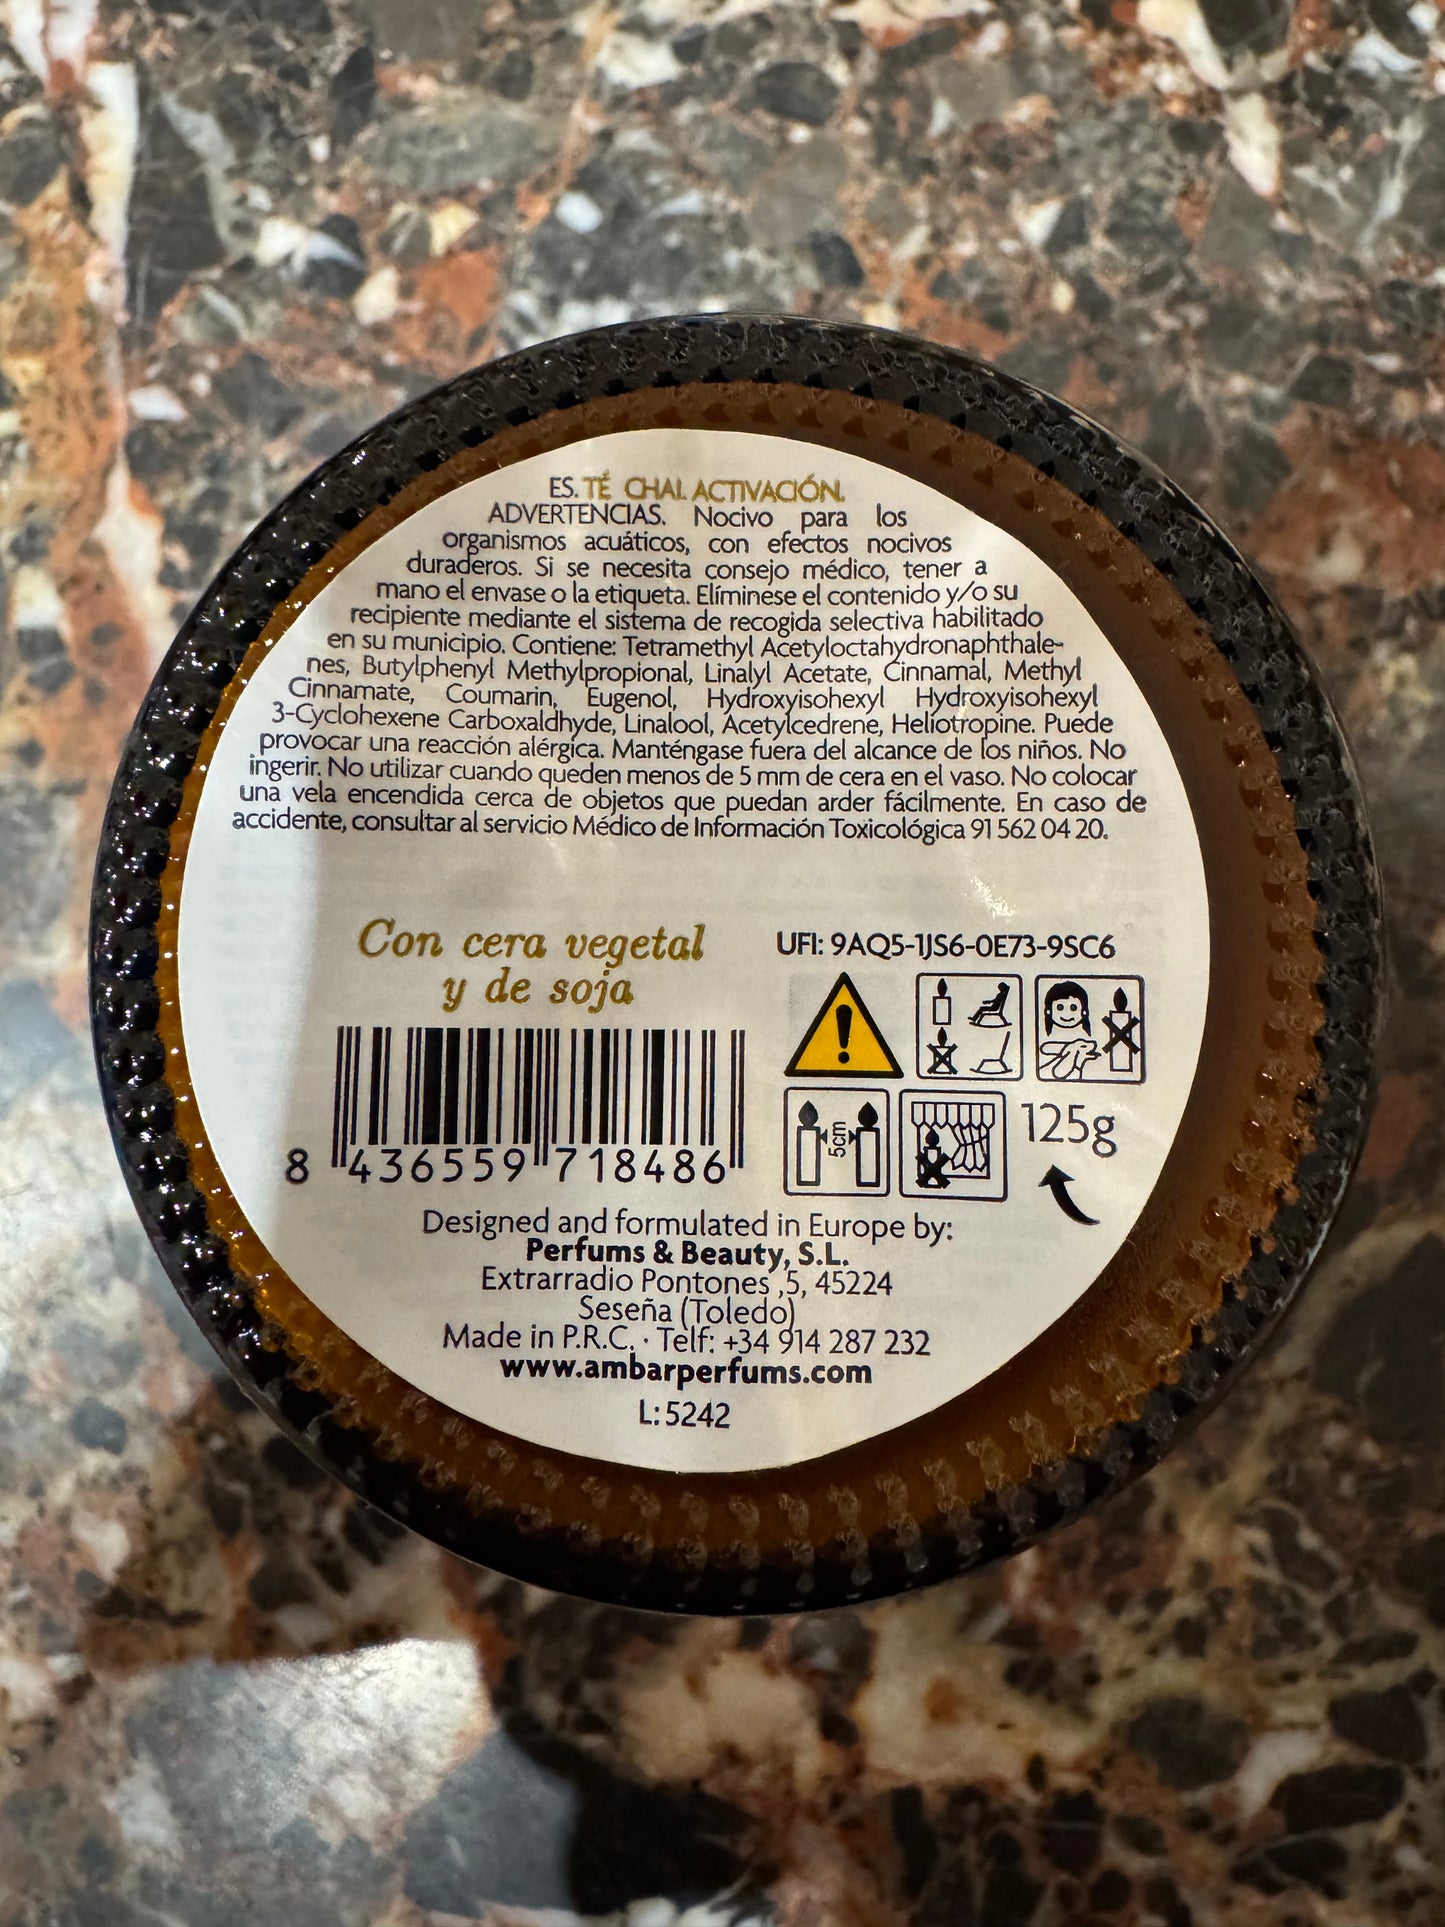 ES. TÉ CHAI. ACTIVACIÓN.
ADVERTENCIAS. Nocivo para los
organismos acuáticos, con efectos nocivos
duraderos. Si se necesita consejo médico, tener a
mano el envase o la etiqueta. Elíminese el contenido y/o su
recipiente mediante el sistema de recogida selectiva habilitado
en su municipio. Contiene: Tetramethyl Acetyloctahydronaphthale-
nes, Butylphenyl Methylpropional, Linalyl Acetate, Cinnamal, Methyl
Cinnamate, Coumarin, Eugenol, Hydroxyisohexyl Hydroxyisohexyl
3-Cyclohexene Carboxaldhyde, Linalool, Acetylcedrene, Heliotropine. Puede
provocar una reacción alérgica. Manténgase fuera del alcance de los niños. No
ingerir. No utilizar cuando queden menos de 5 mm de cera en el vaso. No colocar
una vela encendida cerca de objetos que puedan arder fácilmente. En caso de
accidente, consultar al servicio Médico de Información Toxicológica 91 562 04 20.
Con cera vegetal
y de soja
UFI: 9AQ5-1JS6-0E73-9SC6
5cm
125g
8 436559 718486
Designed and formulated in Europe by:
Perfums & Beauty, S.L.
Extrarradio Pontones ,5, 45224
Seseña (Toledo)
Made in P.R.C. · Telf: +34 914 287 232
www.ambarperfums.com
L: 5242